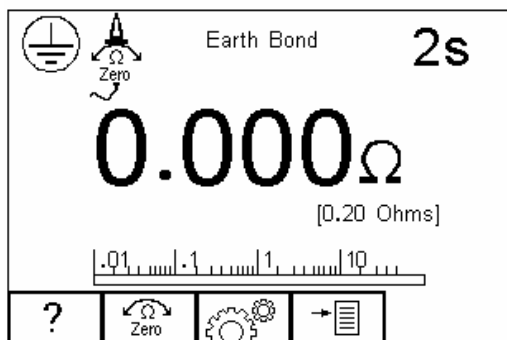 Earth Bond
2s
Ω
Zero
0.000Ω
[0.20 Ohms]
.01 .1 1 10
?
Ω
Zero